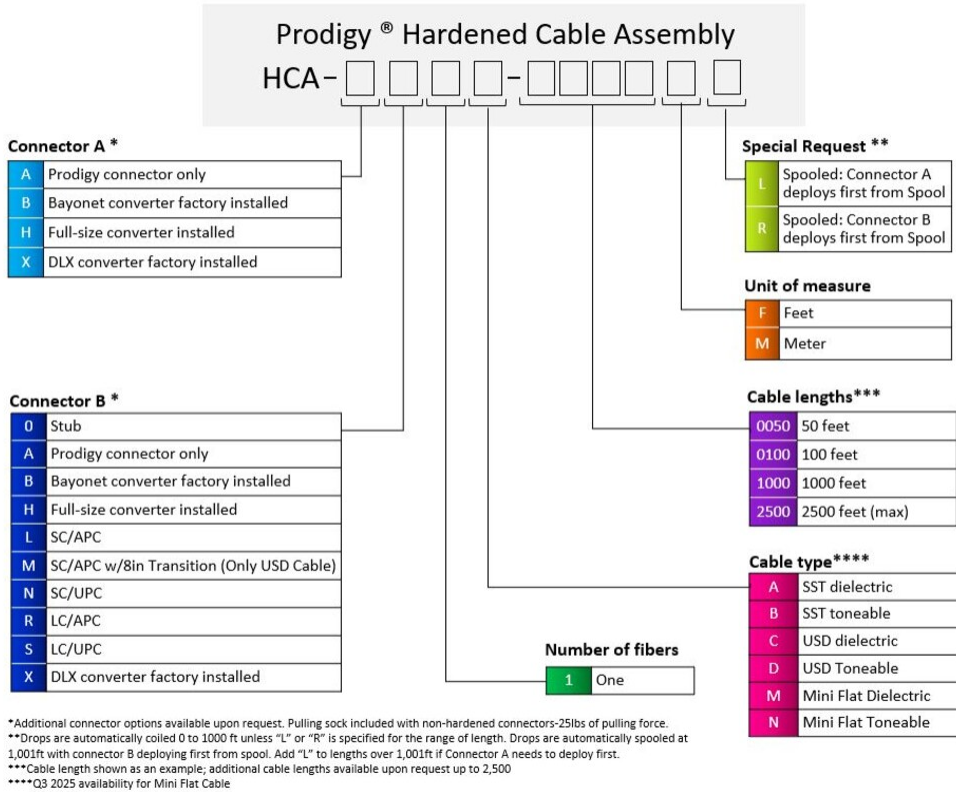 Prodigy ® Hardened Cable Assembly
HCA- -
Connector A *
A Prodigy connector only
B Bayonet converter factory installed
H Full-size converter installed
X DLX converter factory installed
Connector B *
0 Stub
A Prodigy connector only
B Bayonet converter factory installed
H Full-size converter installed
L SC/APC
M SC/APC w/8in Transition (Only USD Cable)
N SC/UPC
R LC/APC
S LC/UPC
X DLX converter factory installed
Number of fibers
1 One
Special Request **
L Spooled: Connector A
deploys first from Spool
R Spooled: Connector B
deploys first from Spool
Unit of measure
F Feet
M Meter
Cable lengths***
0050 50 feet
0100 100 feet
1000 1000 feet
2500 2500 feet (max)
Cable type****
A SST dielectric
B SST toneable
C USD dielectric
D USD Toneable
M Mini Flat Dielectric
N Mini Flat Toneable
*Additional connector options available upon request. Pulling sock included with non-hardened connectors-25lbs of pulling force.
**Drops are automatically coiled 0 to 1000 ft unless “L” or “R” is specified for the range of length. Drops are automatically spooled at
1,001ft with connector B deploying first from spool. Add “L” to lengths over 1,001ft if Connector A needs to deploy first.
***Cable length shown as an example; additional cable lengths available upon request up to 2,500
****Q3 2025 availability for Mini Flat Cable